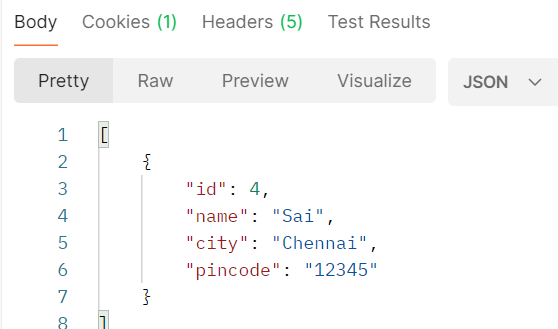 Body Cookies (1) Headers (5) Test Results
Pretty Raw Preview Visualize JSON
1 [
2 {
3 "id": 4,
4 "name": "Sai",
5 "city": "Chennai",
6 "pincode": "12345"
7 }
8 ]